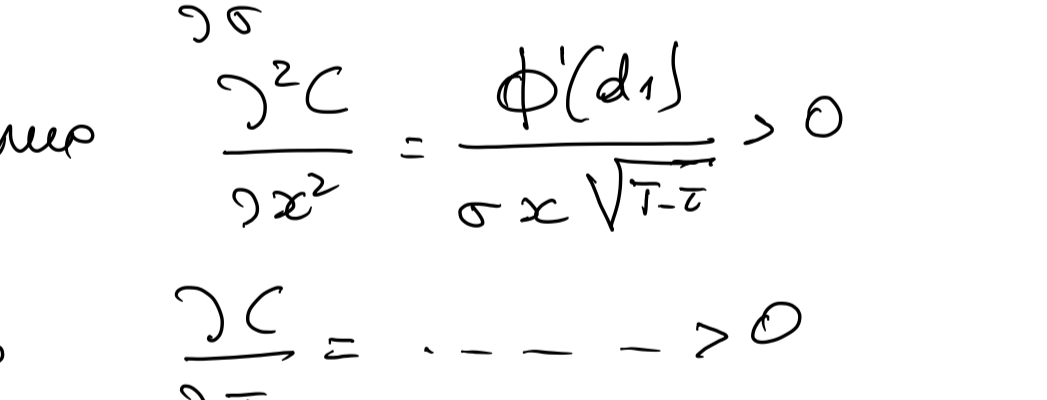 ∂σ
∂²C / ∂x² = Φ'(d₁) / (σ x √(T-τ)) > 0
∂C / ∂T = . - - - > 0